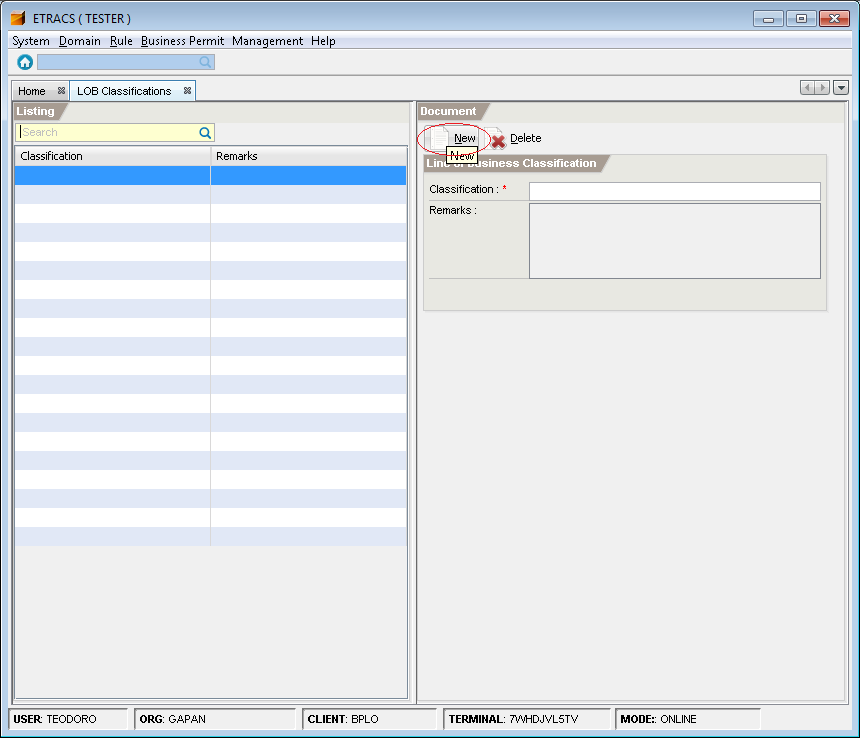 ETRACS ( TESTER )
System Domain Rule Business Permit Management Help
Home LOB Classifications
Listing
Search
Classification Remarks
Document
New Delete
New
Line of Business Classification
Classification : *
Remarks :
USER: TEODORO ORG: GAPAN CLIENT: BPLO TERMINAL: 7WHDJVL5TV MODE:: ONLINE